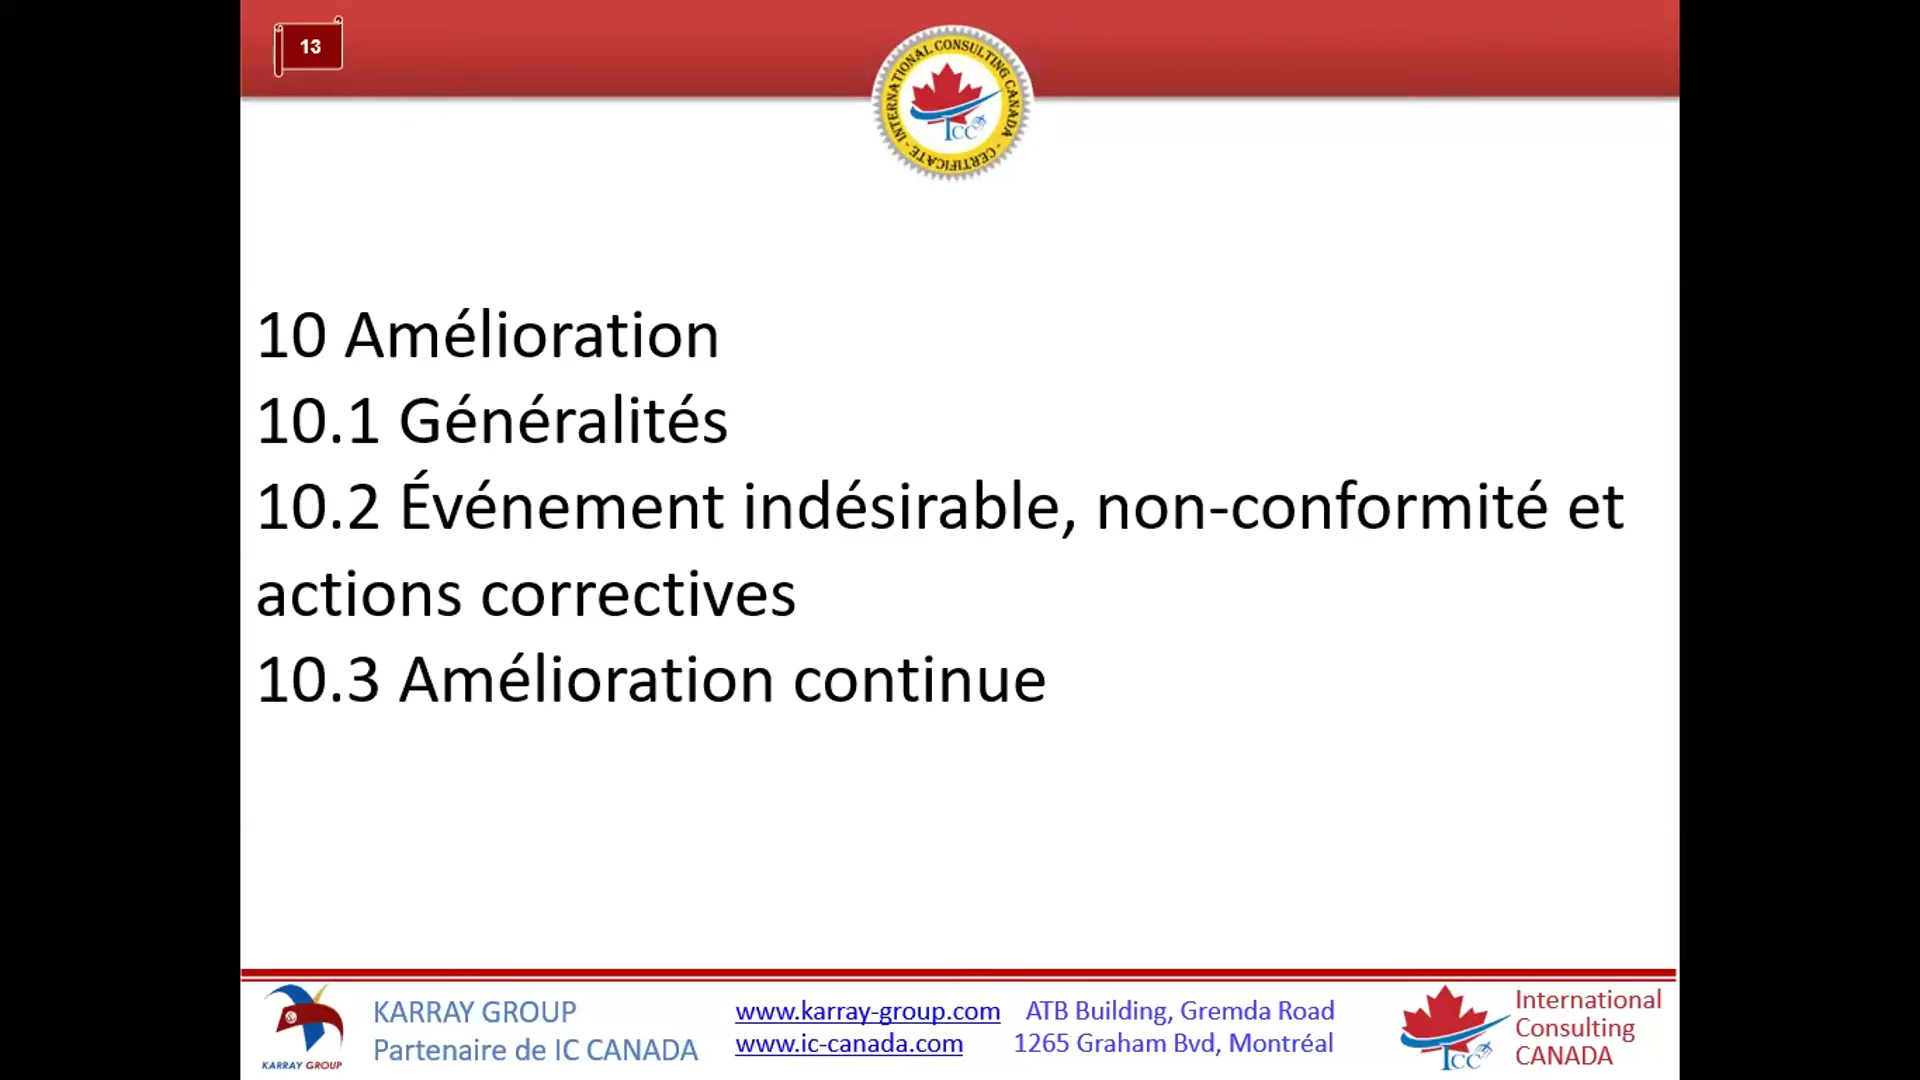 13
INTERNATIONAL CONSULTING CANADA
- CERTIFICATE -
ICC
10 Amélioration
10.1 Généralités
10.2 Événement indésirable, non-conformité et
actions correctives
10.3 Amélioration continue
KARRAY GROUP
KARRAY GROUP
Partenaire de IC CANADA
www.karray-group.com ATB Building, Gremda Road
www.ic-canada.com 1265 Graham Bvd, Montréal
ICC
International
Consulting
CANADA